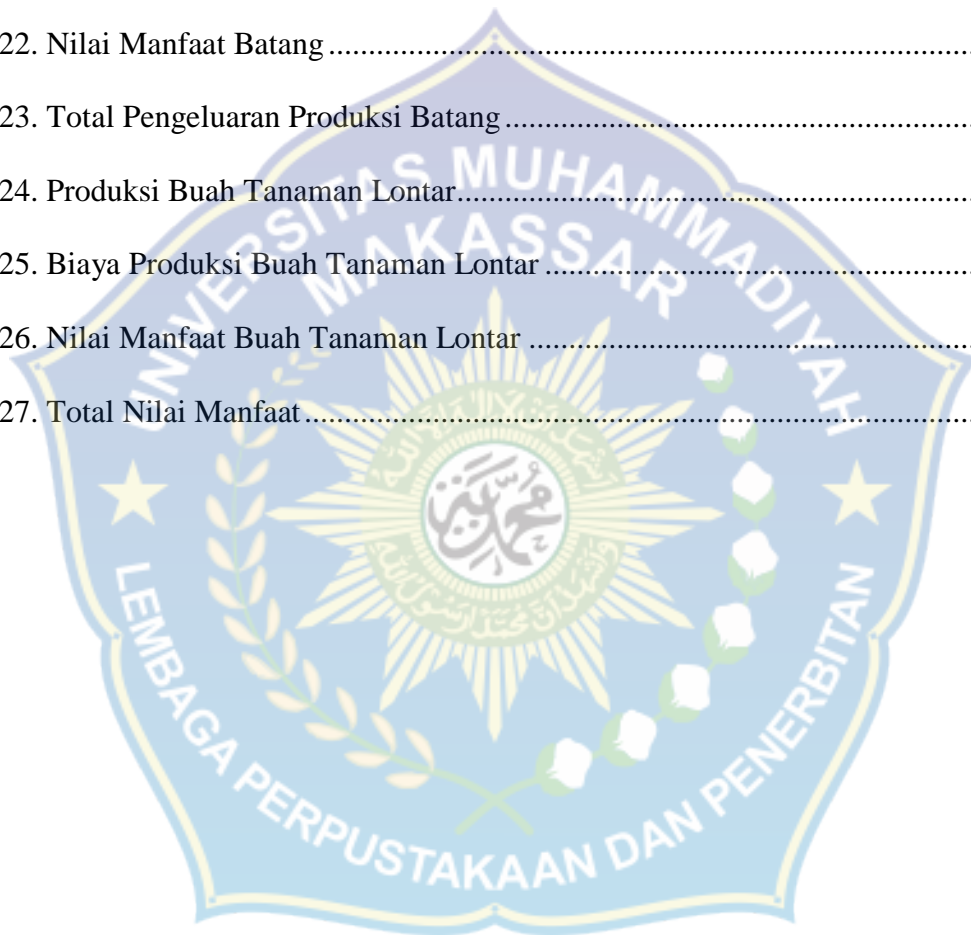 22. Nilai Manfaat Batang ......................................................................................
23. Total Pengeluaran Produksi Batang ...............................................................
24. Produksi Buah Tanaman Lontar.....................................................................
25. Biaya Produksi Buah Tanaman Lontar ..........................................................
26. Nilai Manfaat Buah Tanaman Lontar ............................................................
27. Total Nilai Manfaat.........................................................................................
UNIVERSITAS MUHAMMADIYAH
MAKASSAR
LEMBAGA PERPUSTAKAAN DAN PENERBITAN